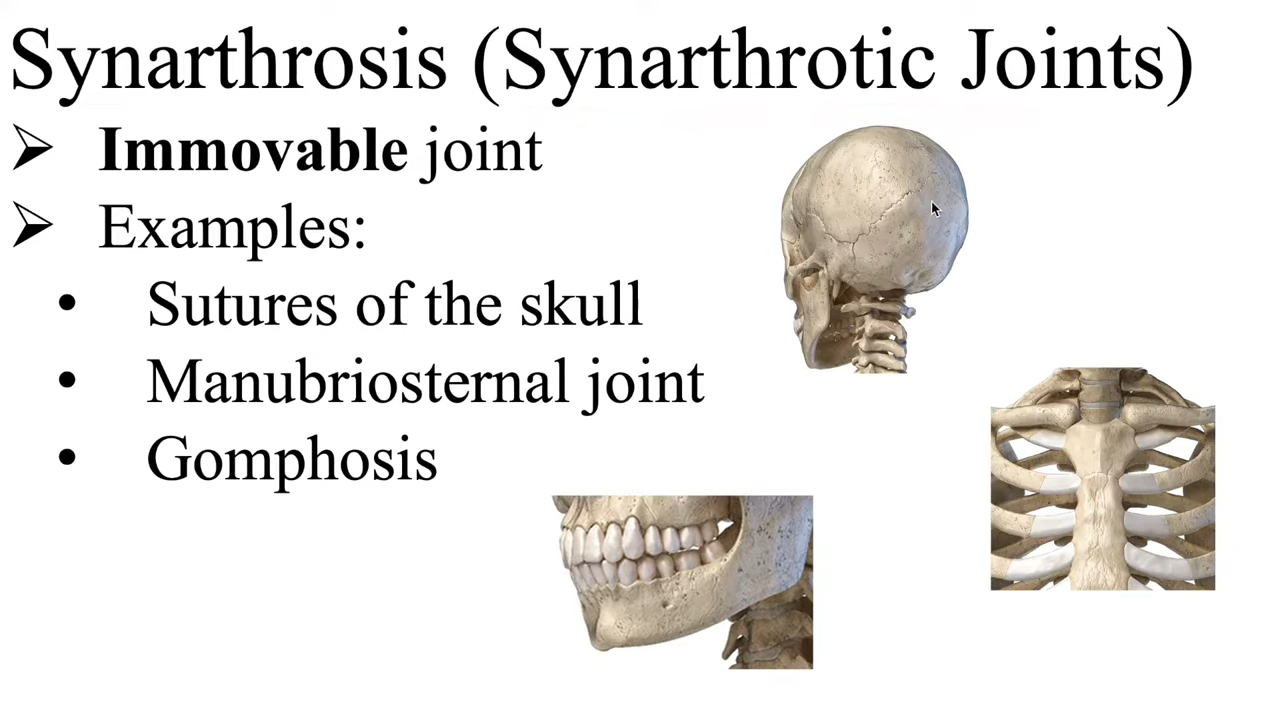 Synarthrosis (Synarthrotic Joints)
➢ Immovable joint
➢ Examples:
• Sutures of the skull
• Manubriosternal joint
• Gomphosis